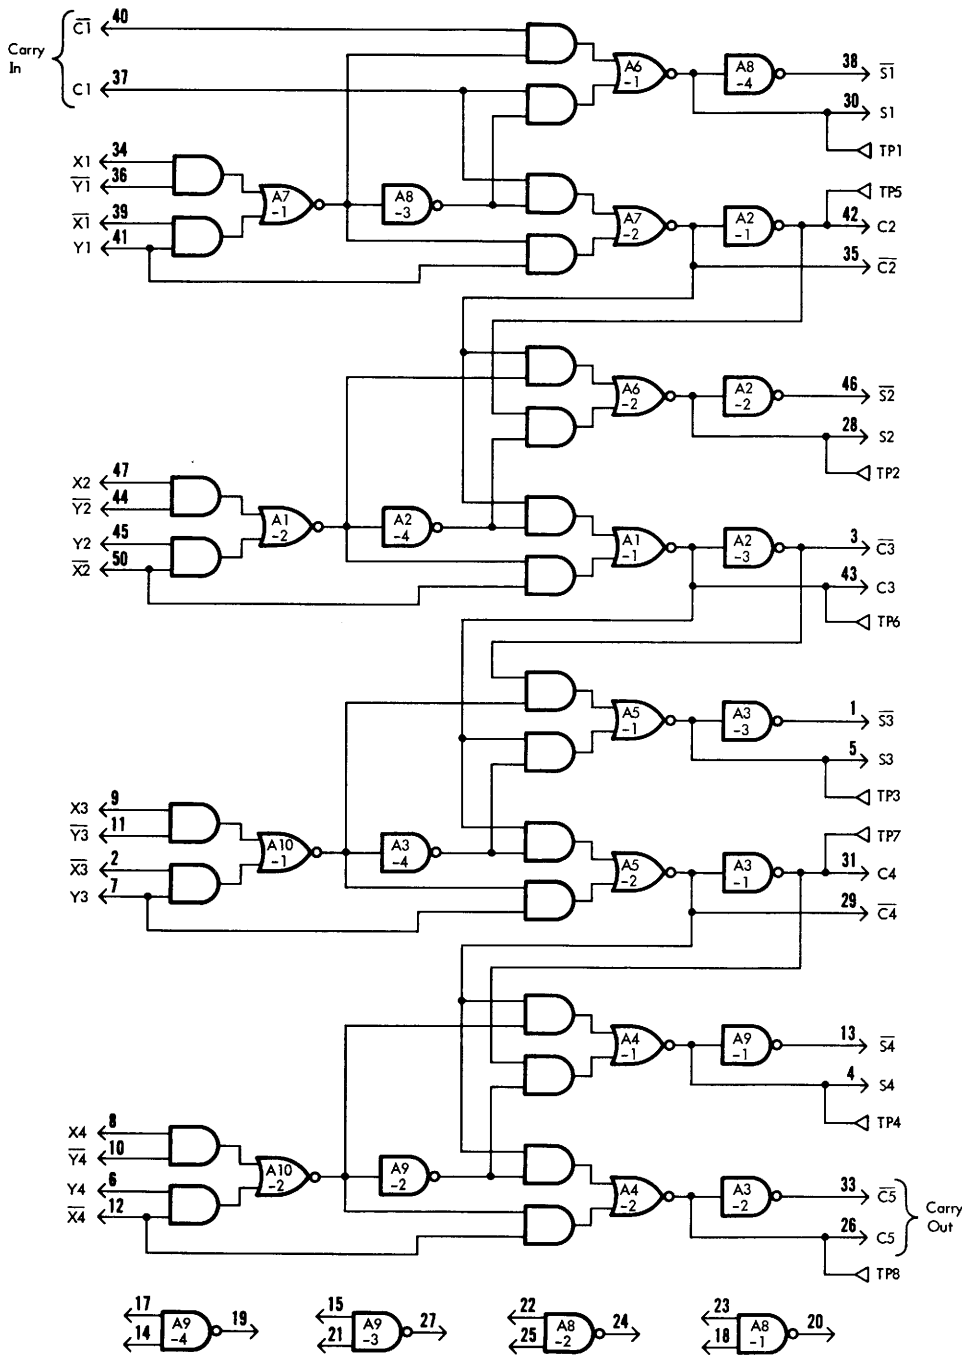 Carry
In
C̅1̅ 40
C1 37
A6
-1
A8
-4
38 S̅1̅
30 S1
TP1
X1 34
Y̅1̅ 36
X̅1̅ 39
Y1 41
A7
-1
A8
-3
A7
-2
A2
-1
TP5
42 C2
35 C̅2̅
A6
-2
A2
-2
46 S̅2̅
28 S2
TP2
X2 47
Y̅2̅ 44
Y2 45
X̅2̅ 50
A1
-2
A2
-4
A1
-1
A2
-3
3 C̅3̅
43 C3
TP6
A5
-1
A3
-3
1 S̅3̅
5 S3
TP3
X3 9
Y̅3̅ 11
X̅3̅ 2
Y3 7
A10
-1
A3
-4
A5
-2
A3
-1
TP7
31 C4
29 C̅4̅
A4
-1
A9
-1
13 S̅4̅
4 S4
TP4
X4 8
Y̅4̅ 10
Y4 6
X̅4̅ 12
A10
-2
A9
-2
A4
-2
A3
-2
33 C̅5̅
26 C5
Carry
Out
TP8
17
14
A9
-4
19
15
21
A9
-3
27
22
25
A8
-2
24
23
18
A8
-1
20